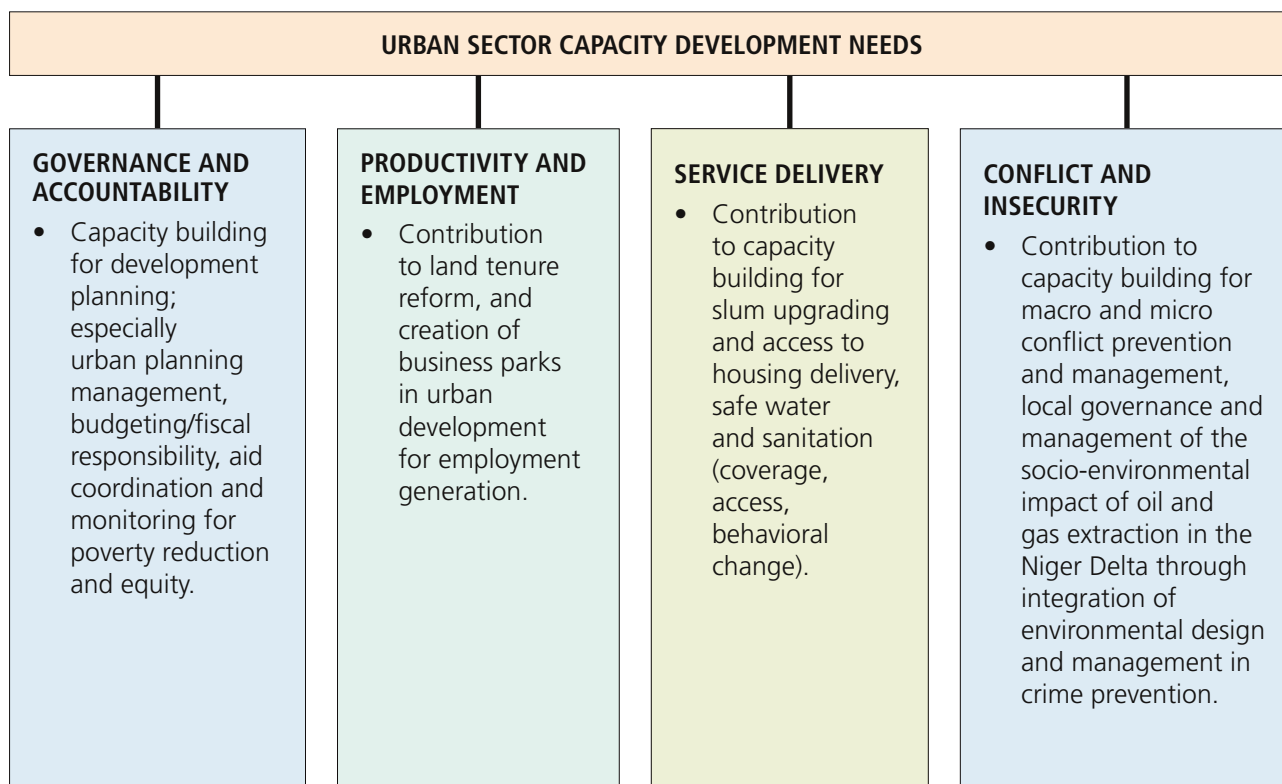 URBAN SECTOR CAPACITY DEVELOPMENT NEEDS
GOVERNANCE AND
ACCOUNTABILITY
• Capacity building
for development
planning;
especially
urban planning
management,
budgeting/fiscal
responsibility, aid
coordination and
monitoring for
poverty reduction
and equity.
PRODUCTIVITY AND
EMPLOYMENT
• Contribution
to land tenure
reform, and
creation of
business parks
in urban
development
for employment
generation.
SERVICE DELIVERY
• Contribution
to capacity
building for
slum upgrading
and access to
housing delivery,
safe water
and sanitation
(coverage,
access,
behavioral
change).
CONFLICT AND
INSECURITY
• Contribution to
capacity building for
macro and micro
conflict prevention
and management,
local governance and
management of the
socio-environmental
impact of oil and
gas extraction in the
Niger Delta through
integration of
environmental design
and management in
crime prevention.